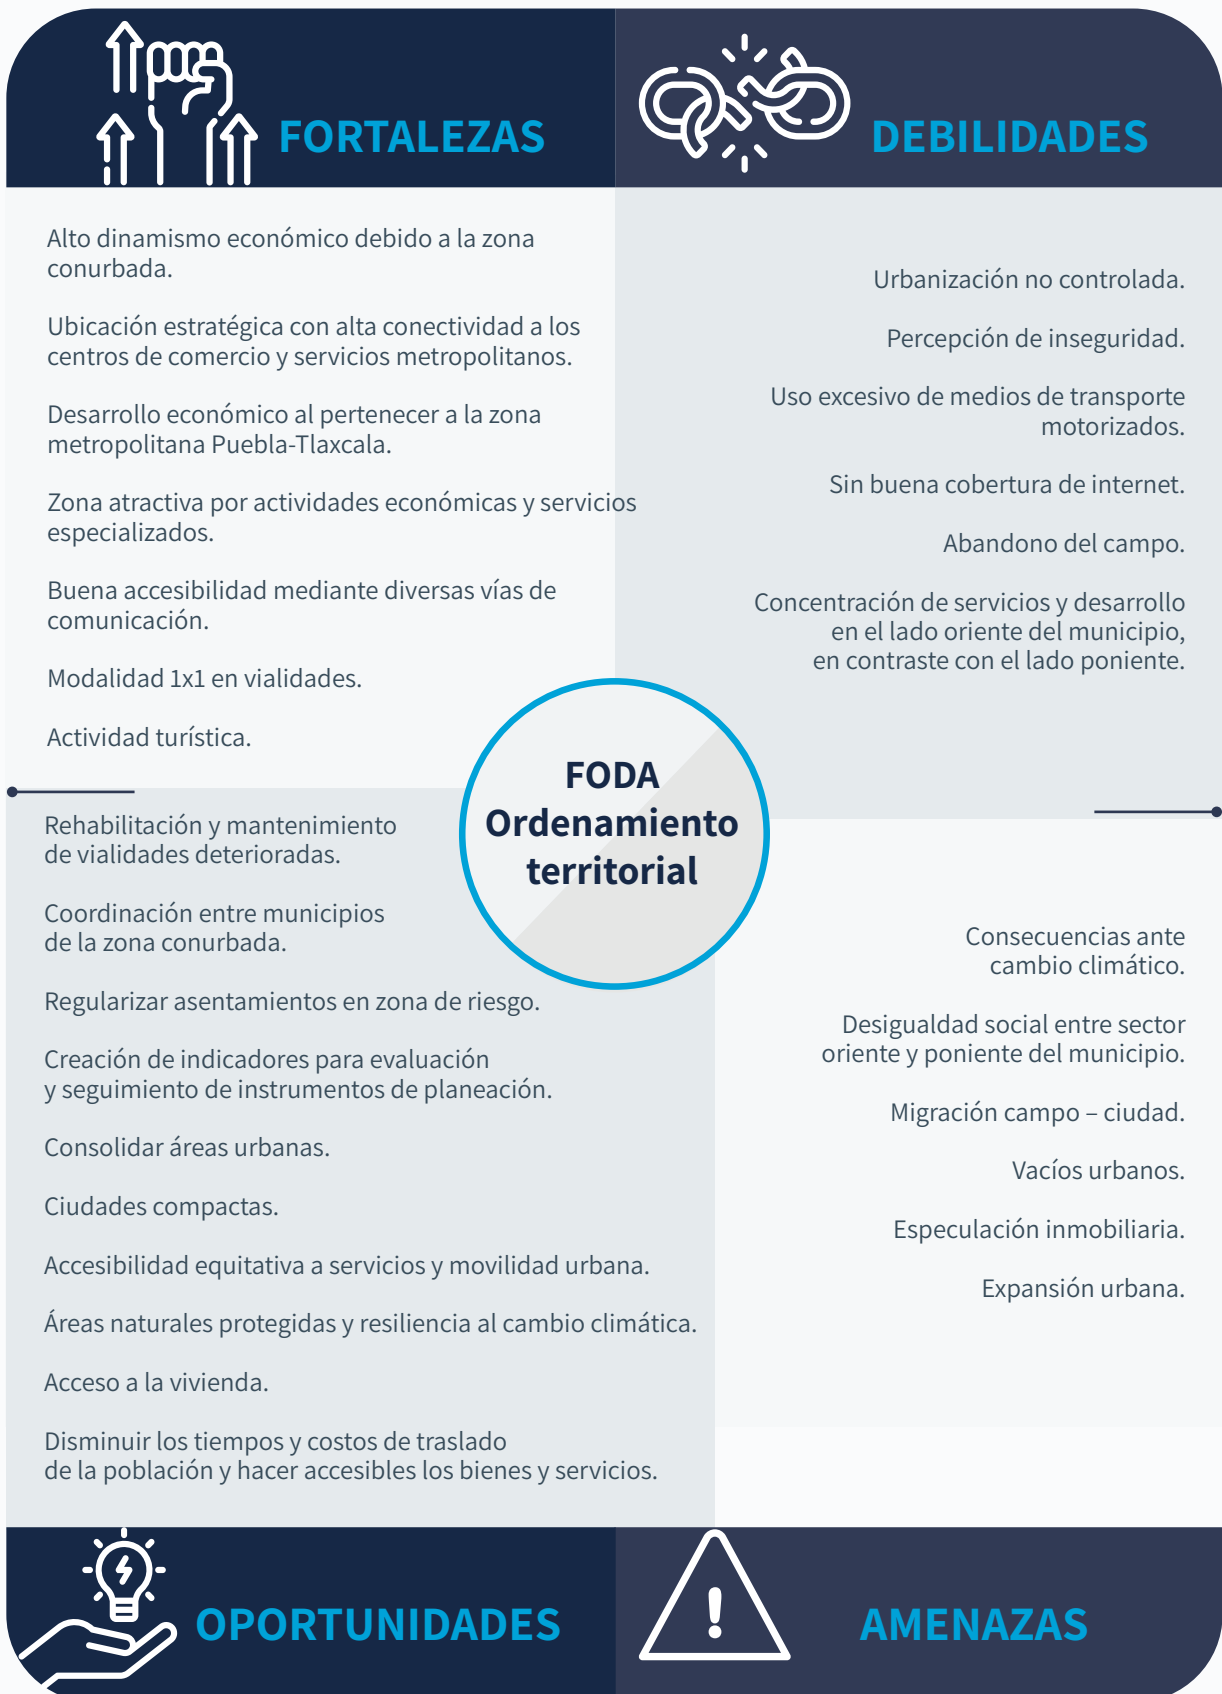 FORTALEZAS
Alto dinamismo económico debido a la zona
conurbada.
Ubicación estratégica con alta conectividad a los
centros de comercio y servicios metropolitanos.
Desarrollo económico al pertenecer a la zona
metropolitana Puebla-Tlaxcala.
Zona atractiva por actividades económicas y servicios
especializados.
Buena accesibilidad mediante diversas vías de
comunicación.
Modalidad 1x1 en vialidades.
Actividad turística.
DEBILIDADES
Urbanización no controlada.
Percepción de inseguridad.
Uso excesivo de medios de transporte
motorizados.
Sin buena cobertura de internet.
Abandono del campo.
Concentración de servicios y desarrollo
en el lado oriente del municipio,
en contraste con el lado poniente.
FODA
Ordenamiento
territorial
Rehabilitación y mantenimiento
de vialidades deterioradas.
Coordinación entre municipios
de la zona conurbada.
Regularizar asentamientos en zona de riesgo.
Creación de indicadores para evaluación
y seguimiento de instrumentos de planeación.
Consolidar áreas urbanas.
Ciudades compactas.
Accesibilidad equitativa a servicios y movilidad urbana.
Áreas naturales protegidas y resiliencia al cambio climática.
Acceso a la vivienda.
Disminuir los tiempos y costos de traslado
de la población y hacer accesibles los bienes y servicios.
OPORTUNIDADES
Consecuencias ante
cambio climático.
Desigualdad social entre sector
oriente y poniente del municipio.
Migración campo – ciudad.
Vacíos urbanos.
Especulación inmobiliaria.
Expansión urbana.
AMENAZAS